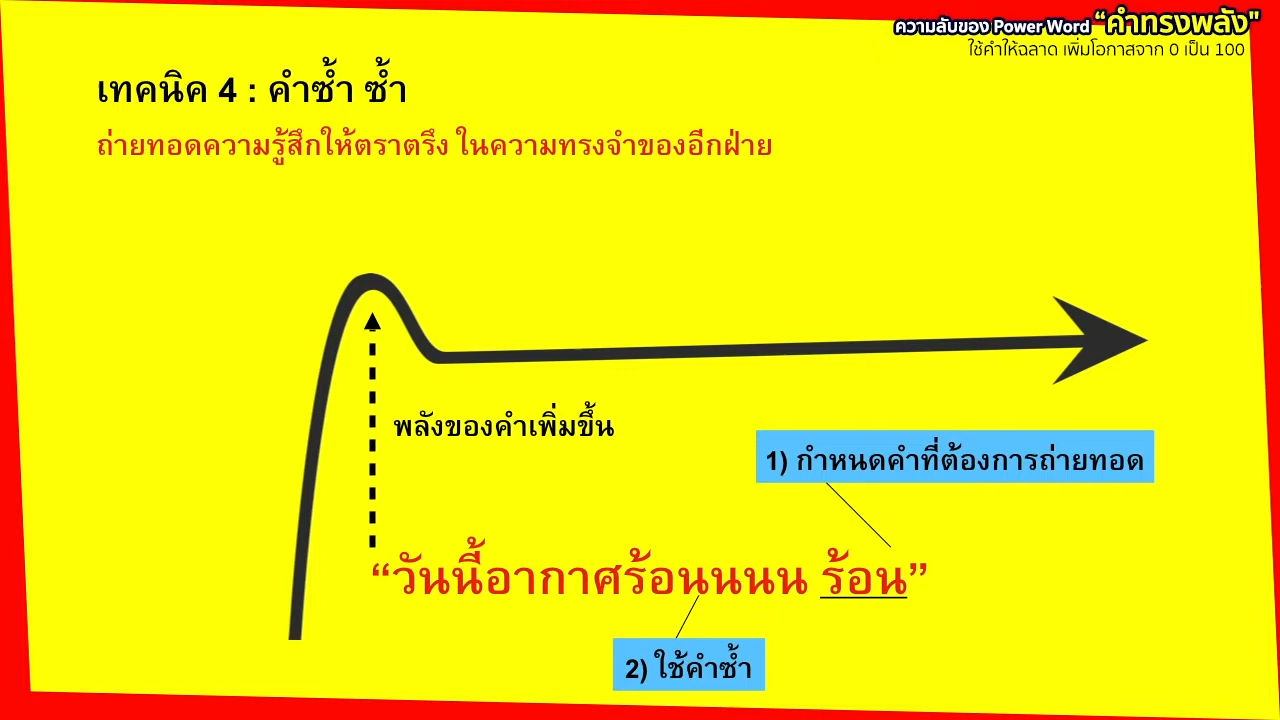 ความลับของ Power Word “คำทรงพลัง"
ใช้คำให้ฉลาด เพิ่มโอกาสจาก 0 เป็น 100
เทคนิค 4 : คำซ้ำ ซ้ำ
ถ่ายทอดความรู้สึกให้ตราตรึง ในความทรงจำของอีกฝ่าย
พลังของคำเพิ่มขึ้น
1) กำหนดคำที่ต้องการถ่ายทอด
“วันนี้อากาศร้อนนนน ร้อน”
2) ใช้คำซ้ำ